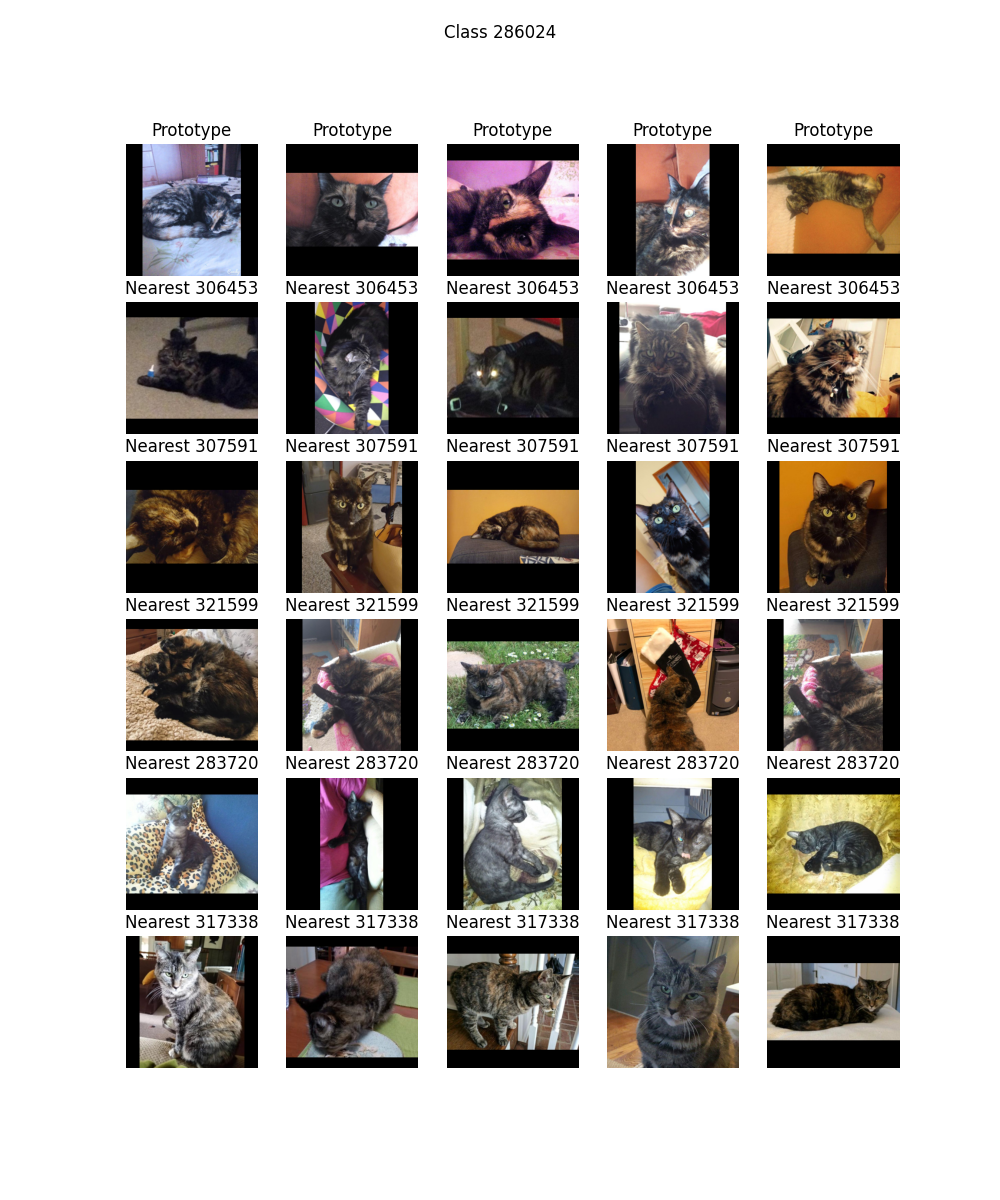 Class 286024
Prototype Prototype Prototype Prototype Prototype
Nearest 306453 Nearest 306453 Nearest 306453 Nearest 306453 Nearest 306453
Nearest 307591 Nearest 307591 Nearest 307591 Nearest 307591 Nearest 307591
Nearest 321599 Nearest 321599 Nearest 321599 Nearest 321599 Nearest 321599
Nearest 283720 Nearest 283720 Nearest 283720 Nearest 283720 Nearest 283720
Nearest 317338 Nearest 317338 Nearest 317338 Nearest 317338 Nearest 317338